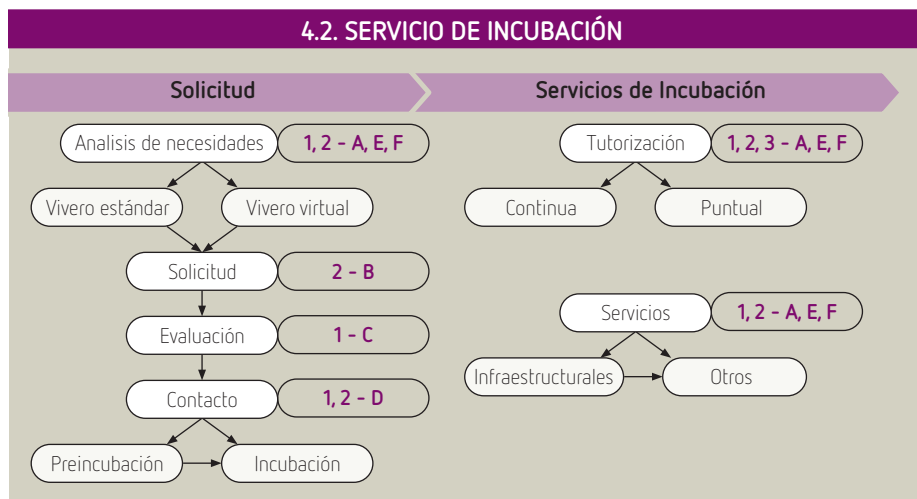 4.2. SERVICIO DE INCUBACIÓN
Solicitud
Analisis de necesidades
1, 2 - A, E, F
Vivero estándar
Vivero virtual
Solicitud
2 - B
Evaluación
1 - C
Contacto
1, 2 - D
Preincubación
Incubación
Servicios de Incubación
Tutorización
1, 2, 3 - A, E, F
Continua
Puntual
Servicios
1, 2 - A, E, F
Infraestructurales
Otros